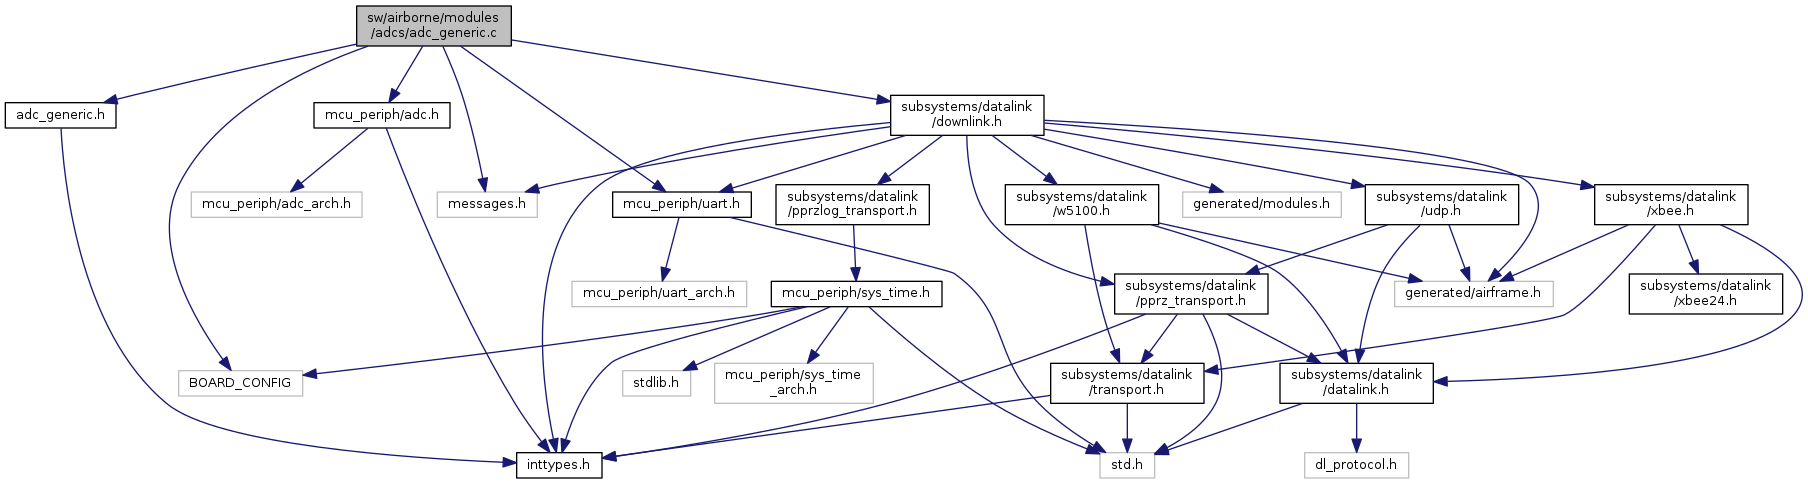 sw/airborne/modules
/adcs/adc_generic.c
adc_generic.h
mcu_periph/adc.h
subsystems/datalink
/downlink.h
mcu_periph/adc_arch.h
messages.h
mcu_periph/uart.h
subsystems/datalink
/pprzlog_transport.h
subsystems/datalink
/w5100.h
generated/modules.h
subsystems/datalink
/udp.h
subsystems/datalink
/xbee.h
mcu_periph/uart_arch.h
mcu_periph/sys_time.h
subsystems/datalink
/pprz_transport.h
generated/airframe.h
subsystems/datalink
/xbee24.h
BOARD_CONFIG
stdlib.h
mcu_periph/sys_time
_arch.h
subsystems/datalink
/transport.h
subsystems/datalink
/datalink.h
inttypes.h
std.h
dl_protocol.h